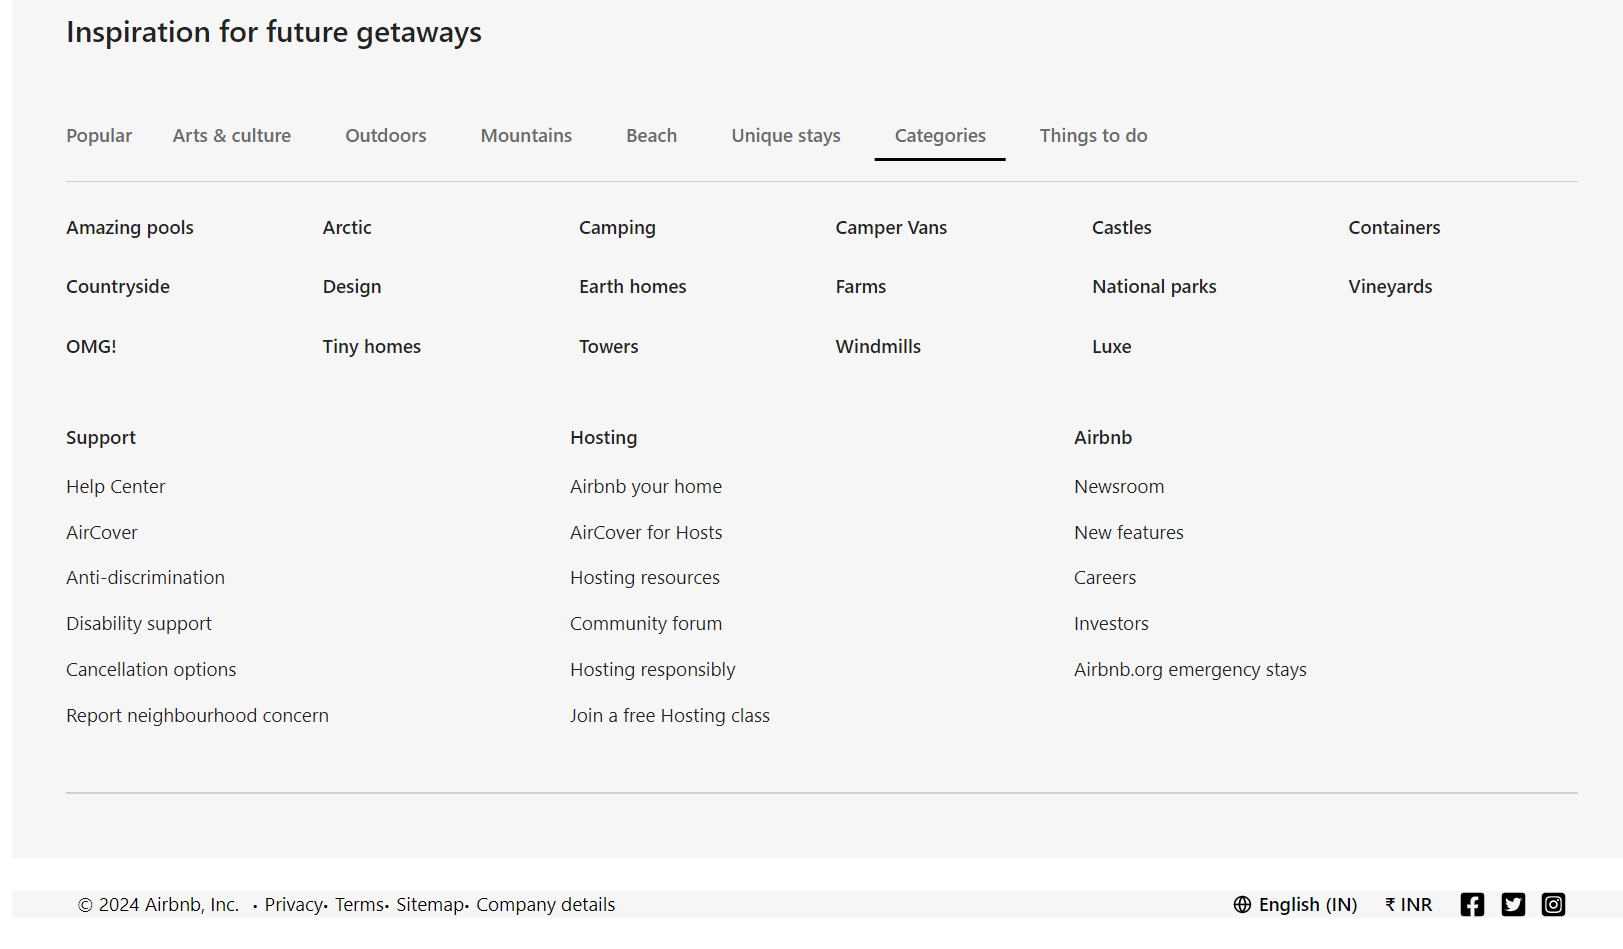 Inspiration for future getaways
Popular Arts & culture Outdoors Mountains Beach Unique stays Categories Things to do
Amazing pools Arctic Camping Camper Vans Castles Containers
Countryside Design Earth homes Farms National parks Vineyards
OMG! Tiny homes Towers Windmills Luxe
Support
Help Center
AirCover
Anti-discrimination
Disability support
Cancellation options
Report neighbourhood concern
Hosting
Airbnb your home
AirCover for Hosts
Hosting resources
Community forum
Hosting responsibly
Join a free Hosting class
Airbnb
Newsroom
New features
Careers
Investors
Airbnb.org emergency stays
© 2024 Airbnb, Inc. • Privacy• Terms• Sitemap• Company details English (IN) ₹ INR